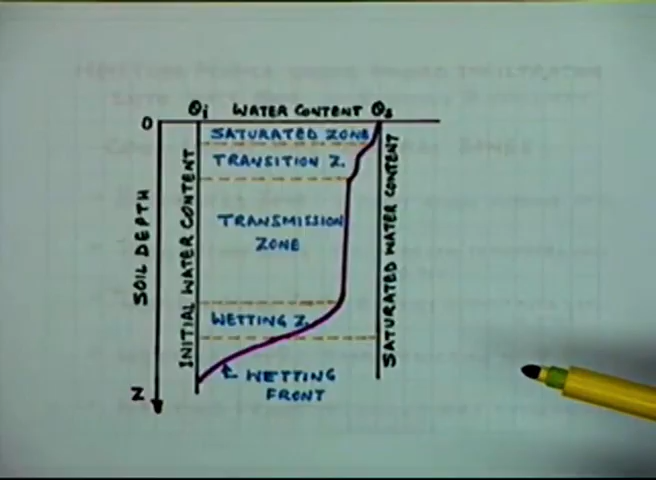 θi WATER CONTENT θs
0
SATURATED ZONE
TRANSITION Z.
TRANSMISSION
ZONE
WETTING Z.
WETTING
FRONT
SOIL DEPTH
Z
INITIAL WATER CONTENT
SATURATED WATER CONTENT